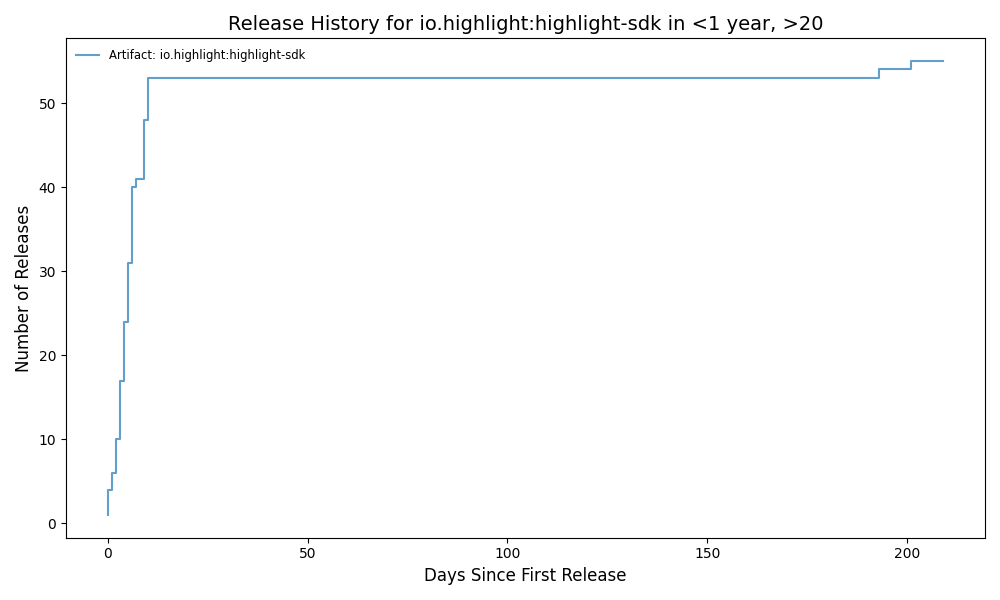 Release History for io.highlight:highlight-sdk in <1 year, >20
Artifact: io.highlight:highlight-sdk
Number of Releases
50
40
30
20
10
0
0 50 100 150 200
Days Since First Release